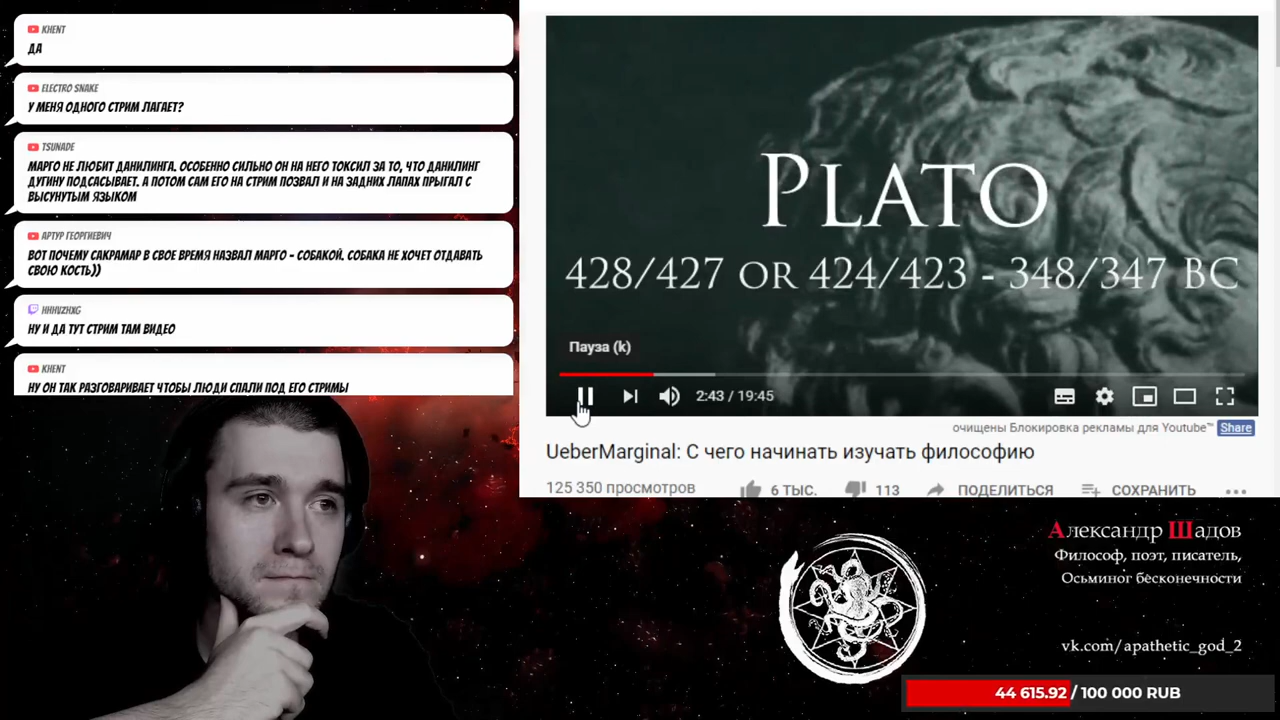 KHENT
ДА
ELECTRO SNAKE
У МЕНЯ ОДНОГО СТРИМ ЛАГАЕТ?
TSUNADE
МАРГО НЕ ЛЮБИТ ДАНИЛИНГА. ОСОБЕННО СИЛЬНО ОН НА НЕГО ТОКСИЛ ЗА ТО, ЧТО ДАНИЛИНГ
ДУГИНУ ПОДСАСЫВАЕТ. А ПОТОМ САМ ЕГО НА СТРИМ ПОЗВАЛ И НА ЗАДНИХ ЛАПАХ ПРЫГАЛ С
ВЫСУНУТЫМ ЯЗЫКОМ
АРТУР ГЕОРГИЕВИЧ
ВОТ ПОЧЕМУ САКРАМАР В СВОЕ ВРЕМЯ НАЗВАЛ МАРГО - СОБАКОЙ. СОБАКА НЕ ХОЧЕТ ОТДАВАТЬ
СВОЮ КОСТЬ))
HHHVZHXG
НУ И ДА ТУТ СТРИМ ТАМ ВИДЕО
KHENT
НУ ОН ТАК РАЗГОВАРИВАЕТ ЧТОБЫ ЛЮДИ СПАЛИ ПОД ЕГО СТРИМЫ
PLATO
428/427 OR 424/423 - 348/347 BC
Пауза (k)
2:43 / 19:45
очищены Блокировка рекламы для Youtube™ Share
UeberMarginal: С чего начинать изучать философию
125 350 просмотров
6 ТЫС.
113
ПОДЕЛИТЬСЯ
СОХРАНИТЬ
Александр Шадов
Философ, поэт, писатель,
Осьминог бесконечности
vk.com/apathetic_god_2
44 615.92 / 100 000 RUB